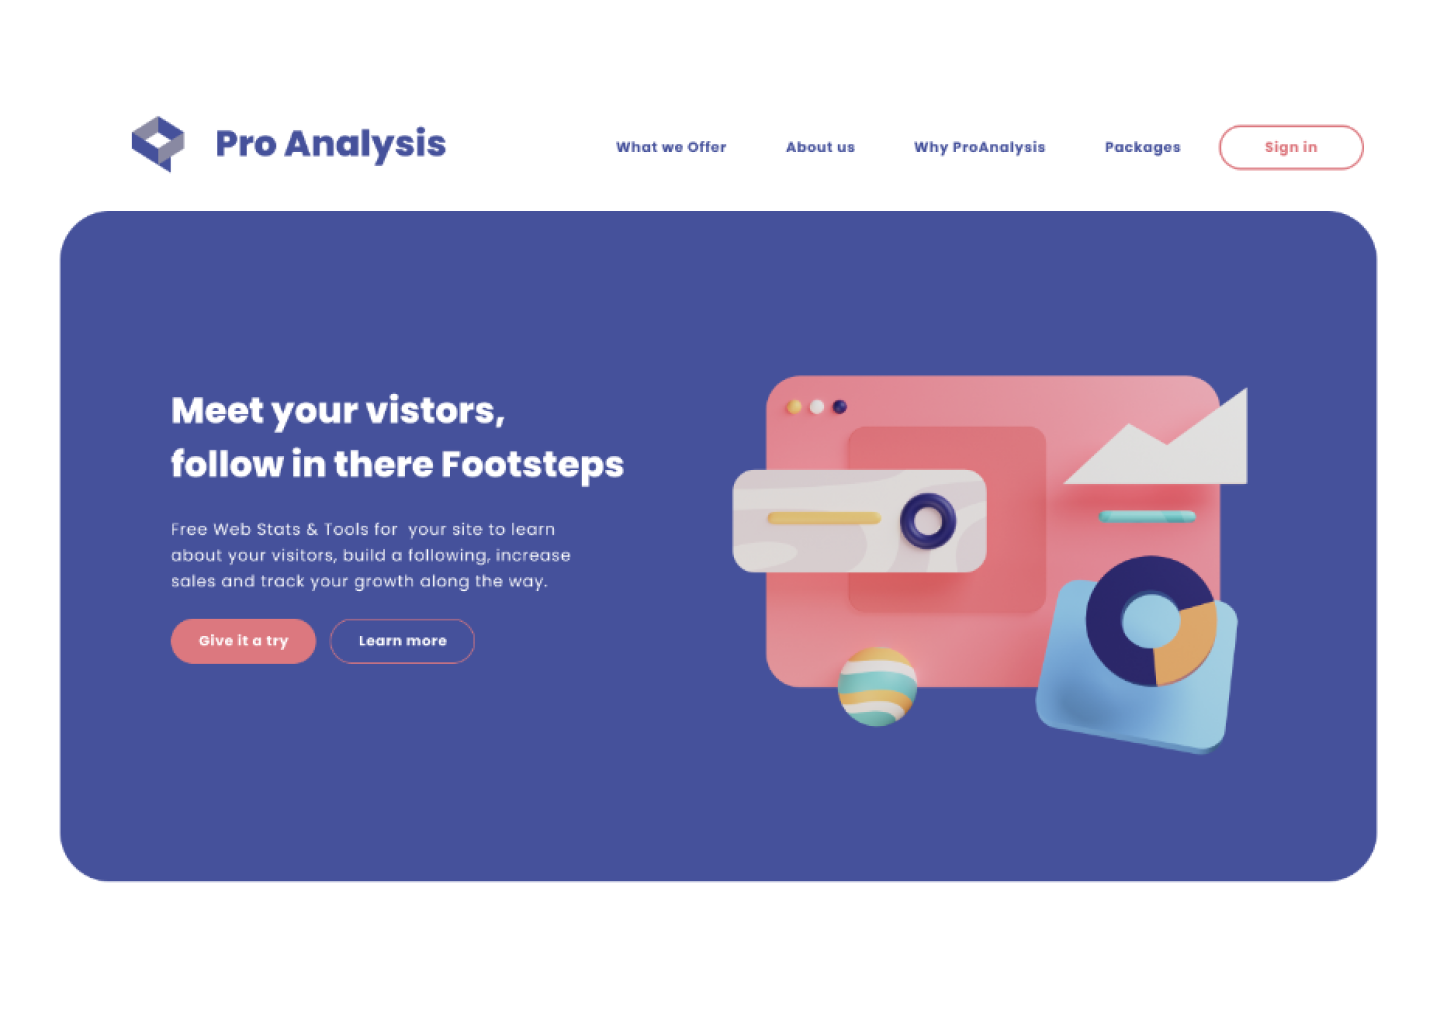 Pro Analysis
What we Offer
About us
Why ProAnalysis
Packages
Sign in
Meet your vistors,
follow in there Footsteps
Free Web Stats & Tools for  your site to learn
about your visitors, build a following, increase
sales and track your growth along the way.
Give it a try
Learn more